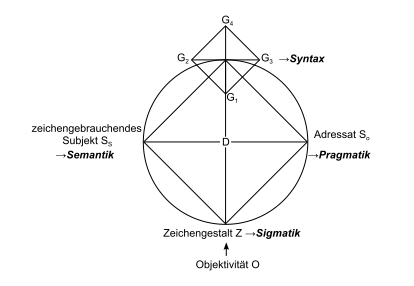 G₄
G₂
G₃ →Syntax
G₁
zeichengebrauchendes
Subjekt Sₛ
→Semantik
D
Adressat Sₒ
→Pragmatik
Zeichengestalt Z →Sigmatik
Objektivität O